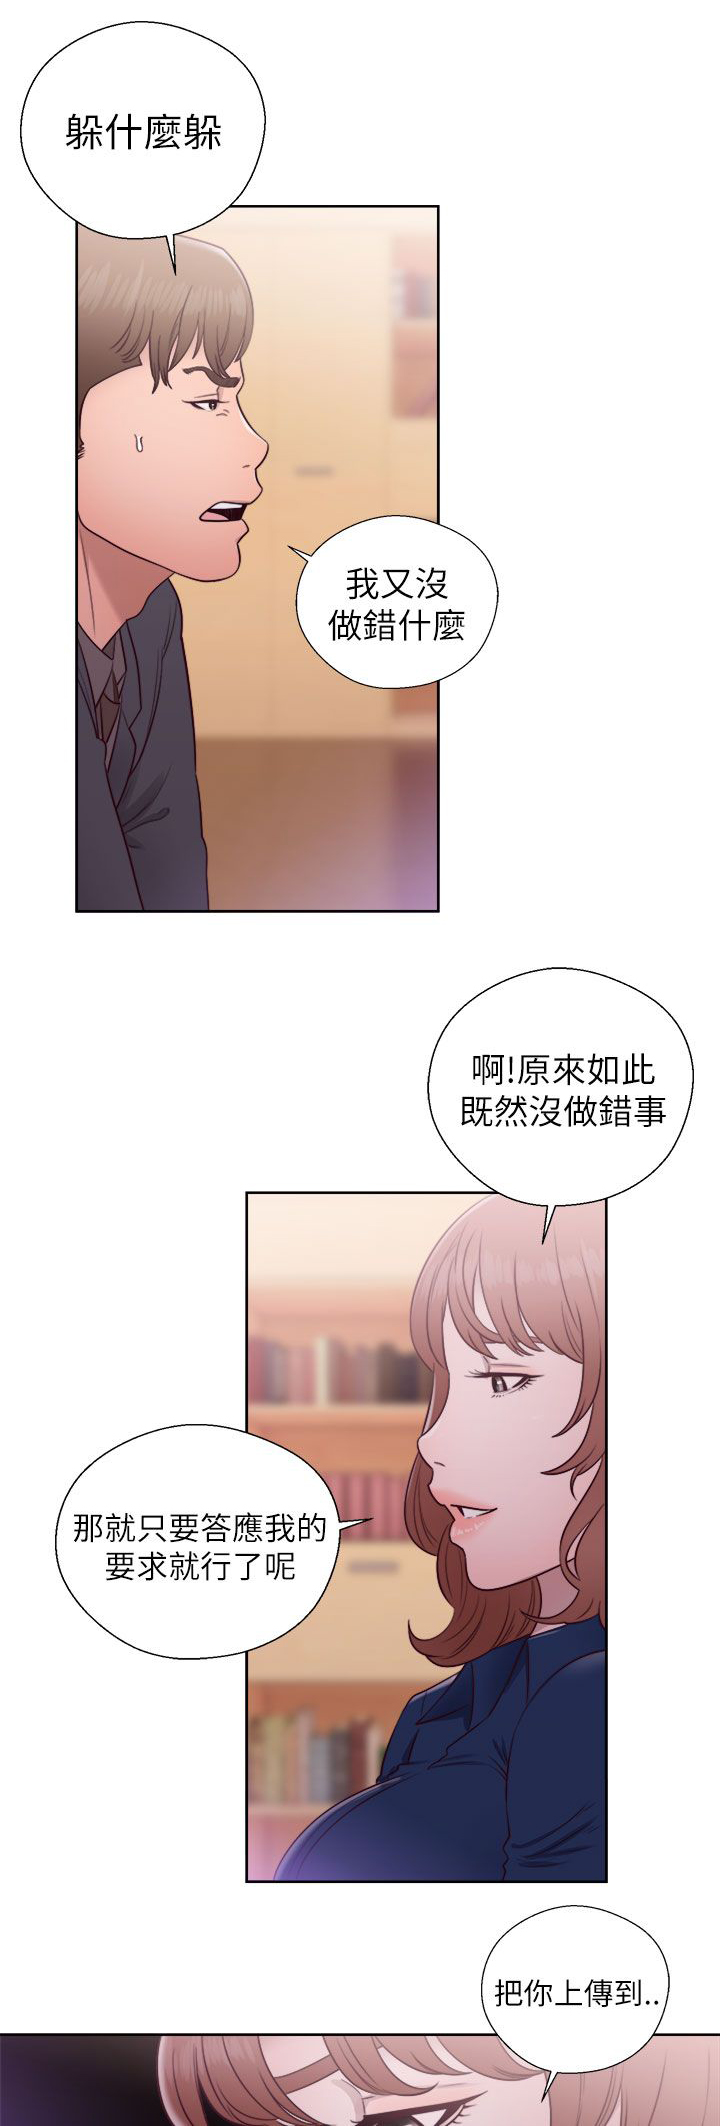 躲什麼躲
我又沒
做錯什麼
啊!原來如此
既然沒做錯事
那就只要答應我的
要求就行了呢
把你上傳到..